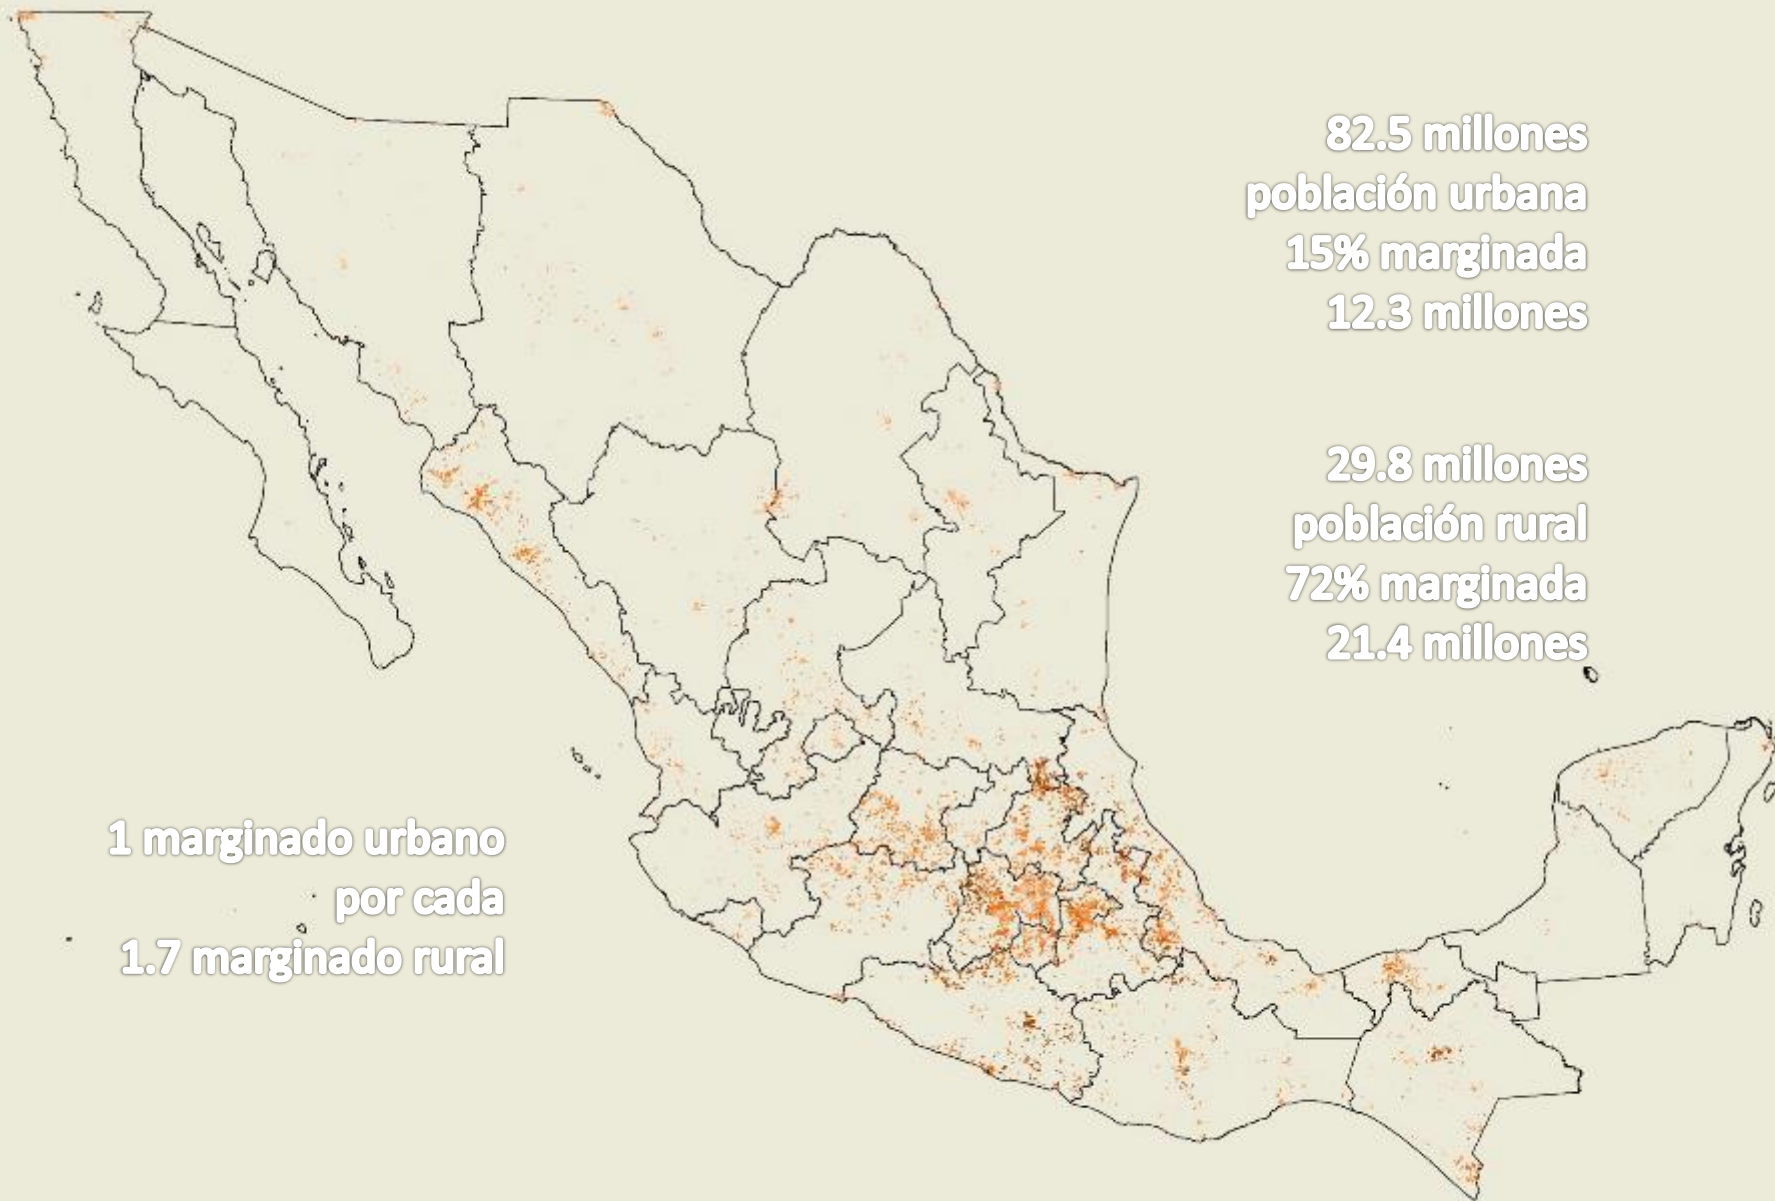 82.5 millones
población urbana
15% marginada
12.3 millones
29.8 millones
población rural
72% marginada
21.4 millones
1 marginado urbano
por cada
1.7 marginado rural